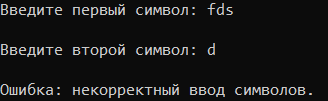 Введите первый символ: fds
Введите второй символ: d
Ошибка: некорректный ввод символов.